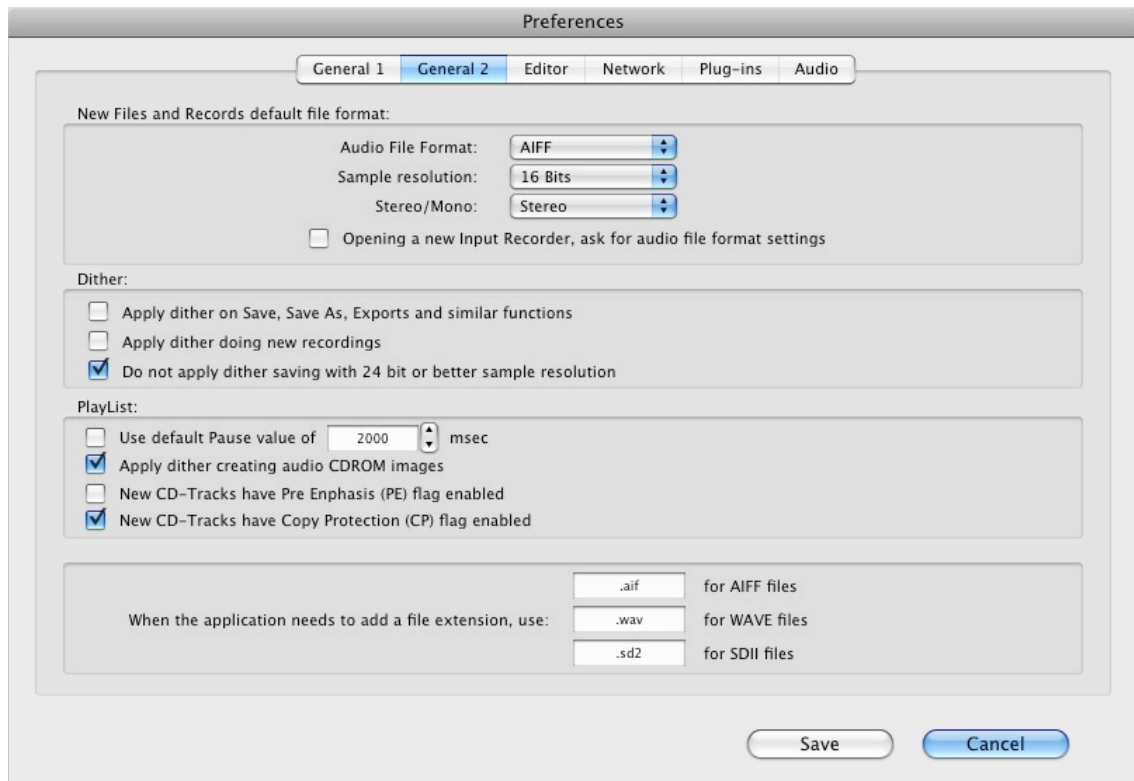 Preferences
General 1 General 2 Editor Network Plug-ins Audio
New Files and Records default file format:
Audio File Format: AIFF
Sample resolution: 16 Bits
Stereo/Mono: Stereo
Opening a new Input Recorder, ask for audio file format settings
Dither:
Apply dither on Save, Save As, Exports and similar functions
Apply dither doing new recordings
Do not apply dither saving with 24 bit or better sample resolution
PlayList:
Use default Pause value of 2000 msec
Apply dither creating audio CDROM images
New CD-Tracks have Pre Enphasis (PE) flag enabled
New CD-Tracks have Copy Protection (CP) flag enabled
.aif for AIFF files
When the application needs to add a file extension, use: .wav for WAVE files
.sd2 for SDII files
Save Cancel